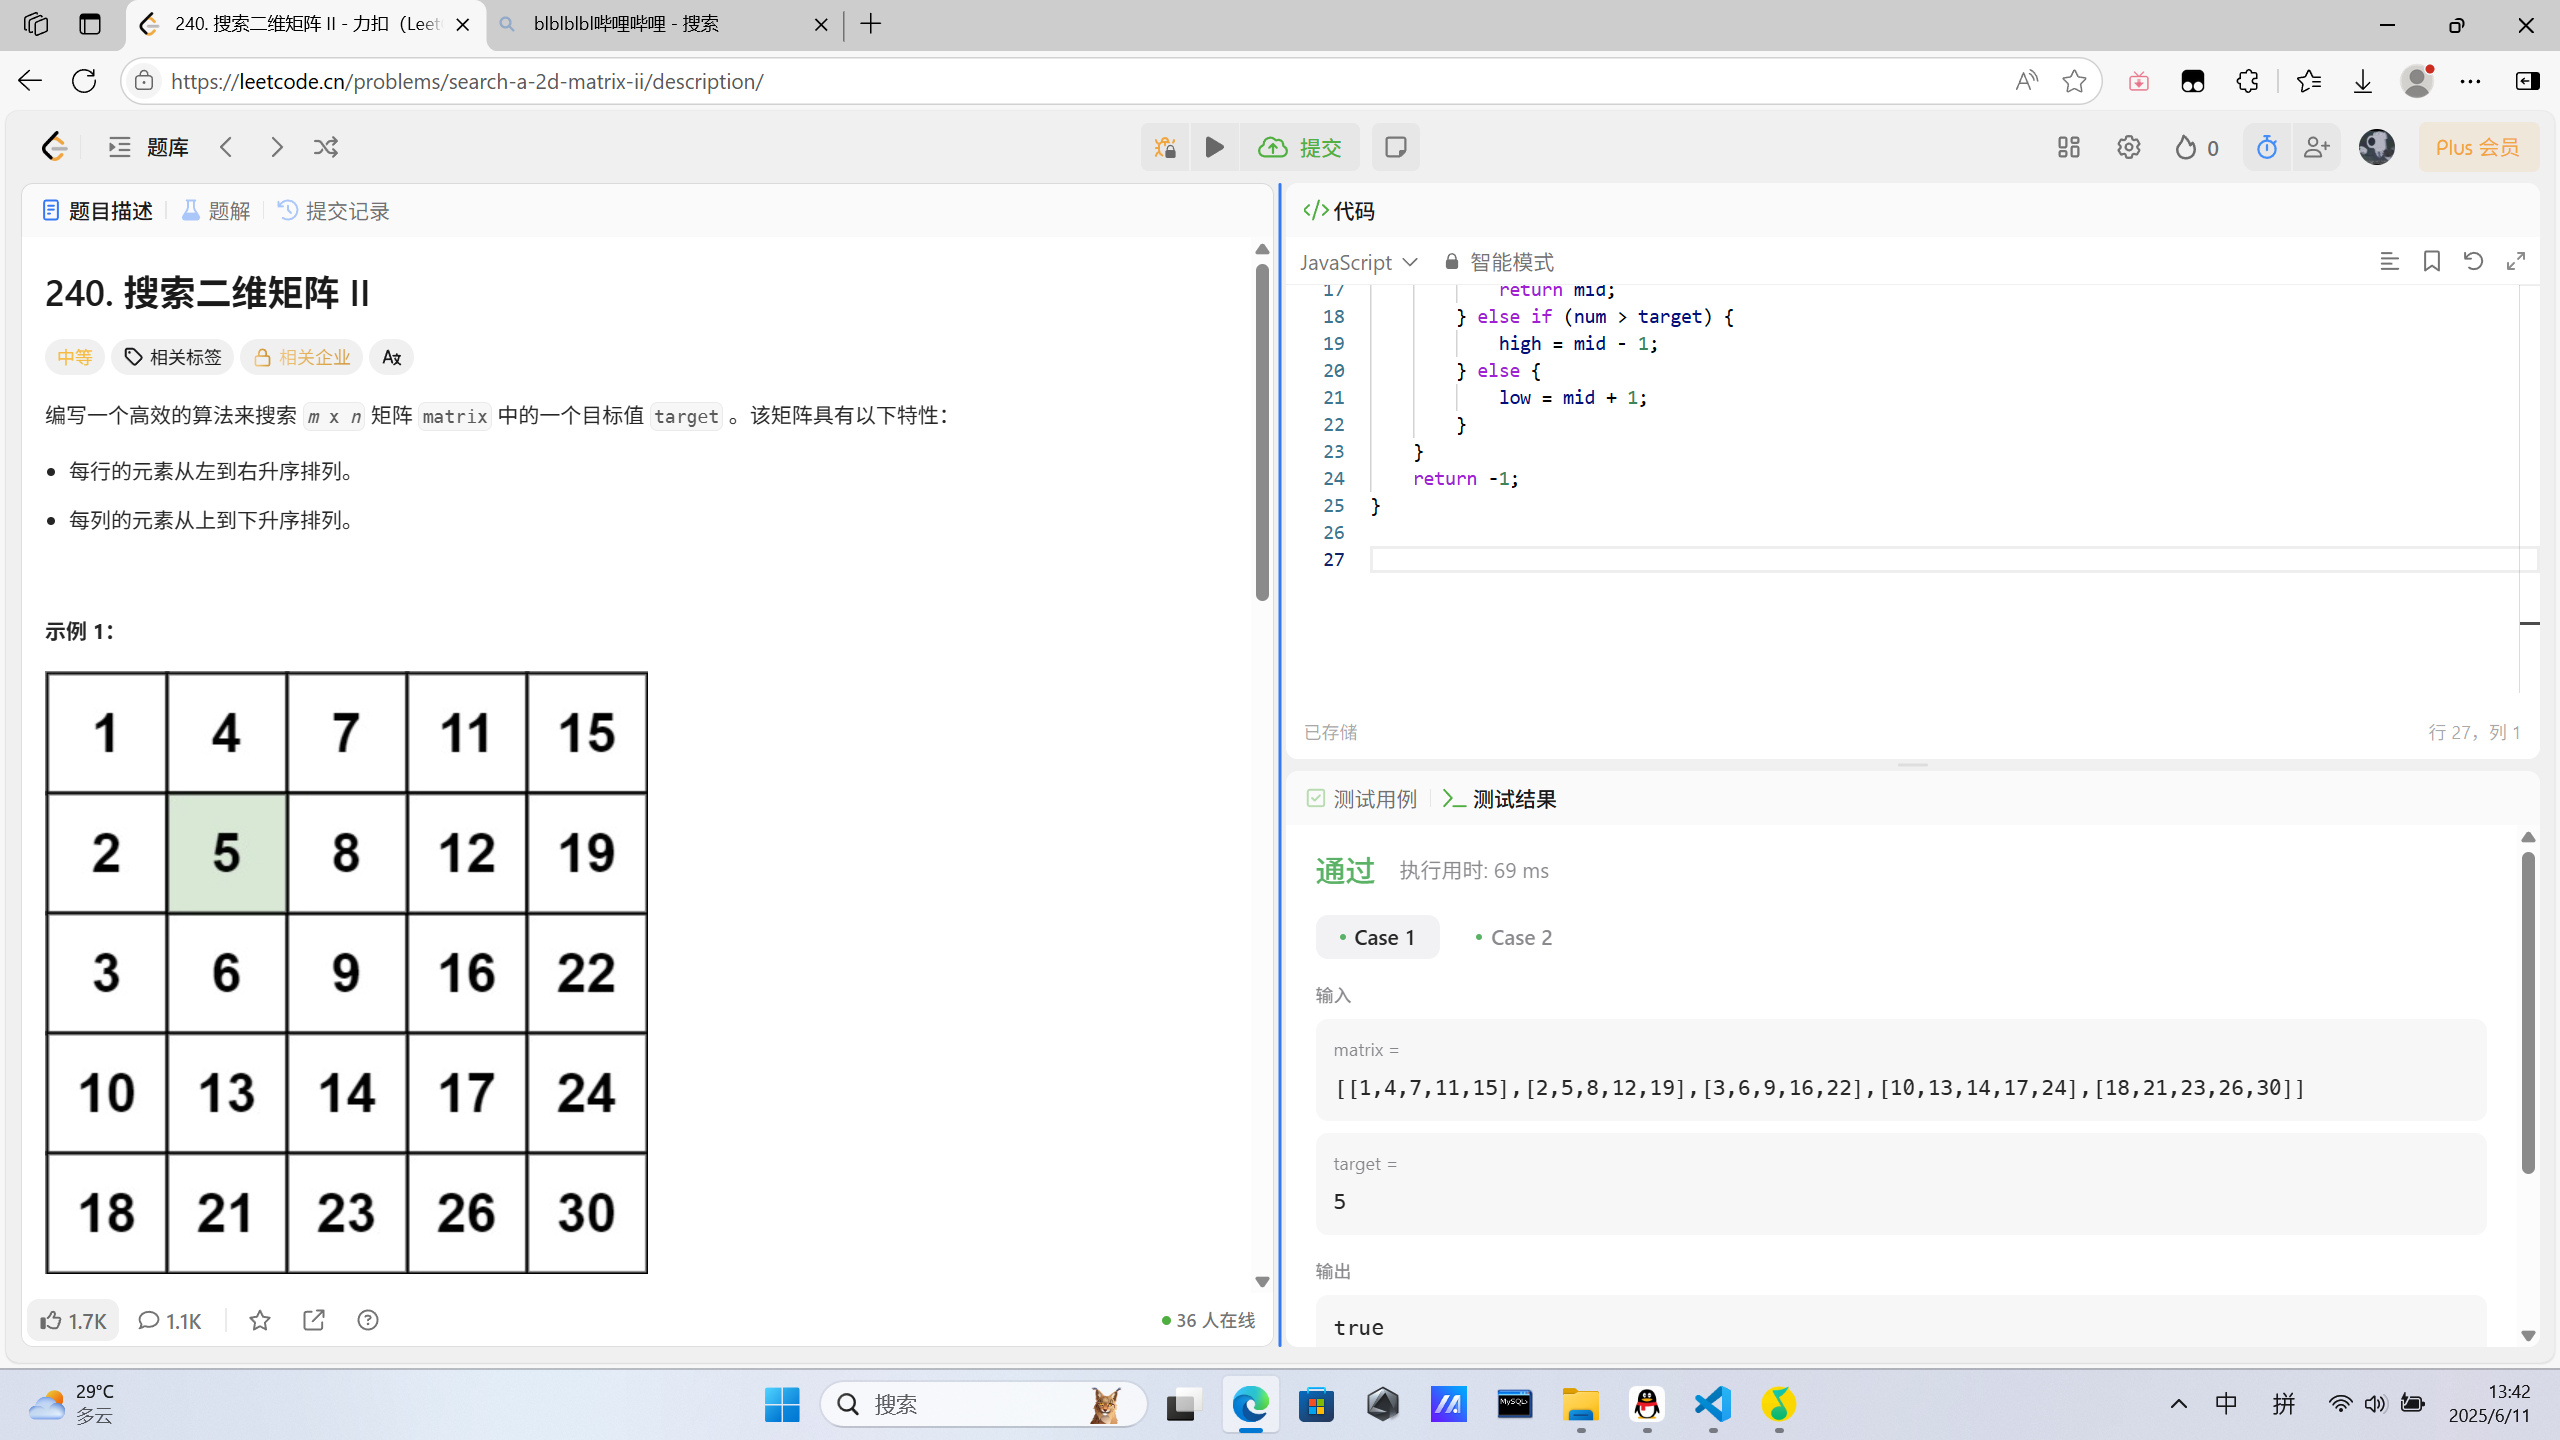 240. 搜索二维矩阵 II - 力扣（Leet
blblblbl哔哩哔哩 - 搜索
https://leetcode.cn/problems/search-a-2d-matrix-ii/description/
题库
提交
0
Plus 会员
题目描述
题解
提交记录
240. 搜索二维矩阵 II
中等
相关标签
相关企业
编写一个高效的算法来搜索 m x n 矩阵 matrix 中的一个目标值 target 。该矩阵具有以下特性：
每行的元素从左到右升序排列。
每列的元素从上到下升序排列。
示例 1：
1 4 7 11 15
2 5 8 12 19
3 6 9 16 22
10 13 14 17 24
18 21 23 26 30
1.7K
1.1K
36 人在线
代码
JavaScript
智能模式
17 return mid;
18 } else if (num > target) {
19 high = mid - 1;
20 } else {
21 low = mid + 1;
22 }
23 }
24 return -1;
25 }
26
27
已存储
行 27，列 1
测试用例
测试结果
通过
执行用时: 69 ms
Case 1
Case 2
输入
matrix =
[[1,4,7,11,15],[2,5,8,12,19],[3,6,9,16,22],[10,13,14,17,24],[18,21,23,26,30]]
target =
5
输出
true
29°C
多云
搜索
MySQL
中
拼
13:42
2025/6/11